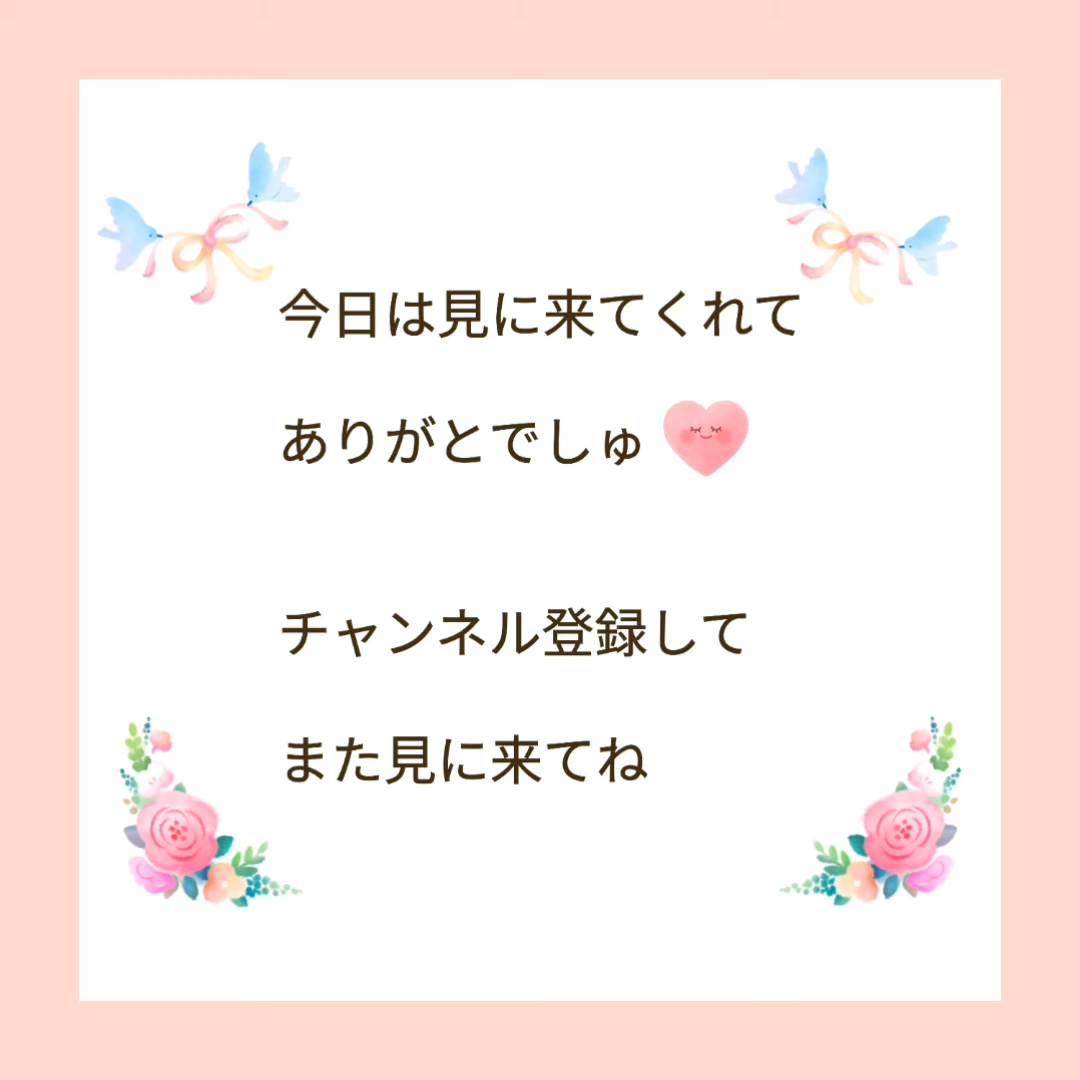 今日は見に来てくれて
ありがとでしゅ
チャンネル登録して
また見に来てね